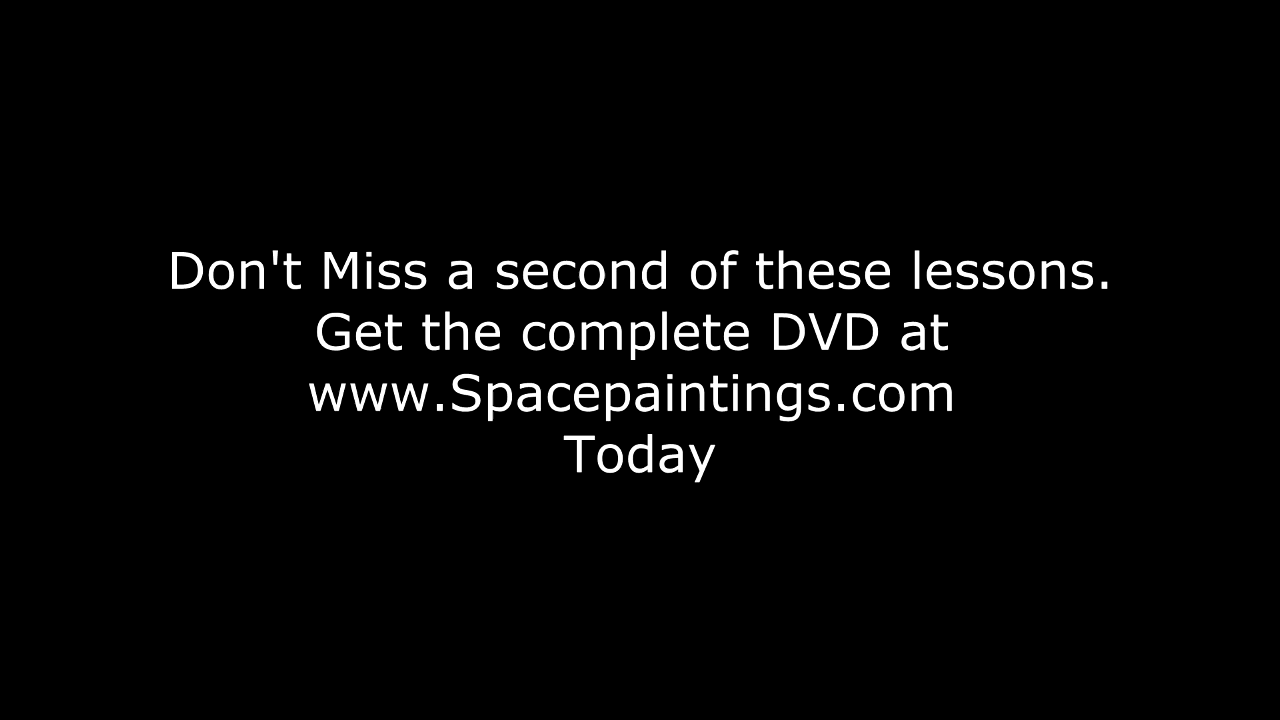 Don't Miss a second of these lessons.
Get the complete DVD at
www.Spacepaintings.com
Today